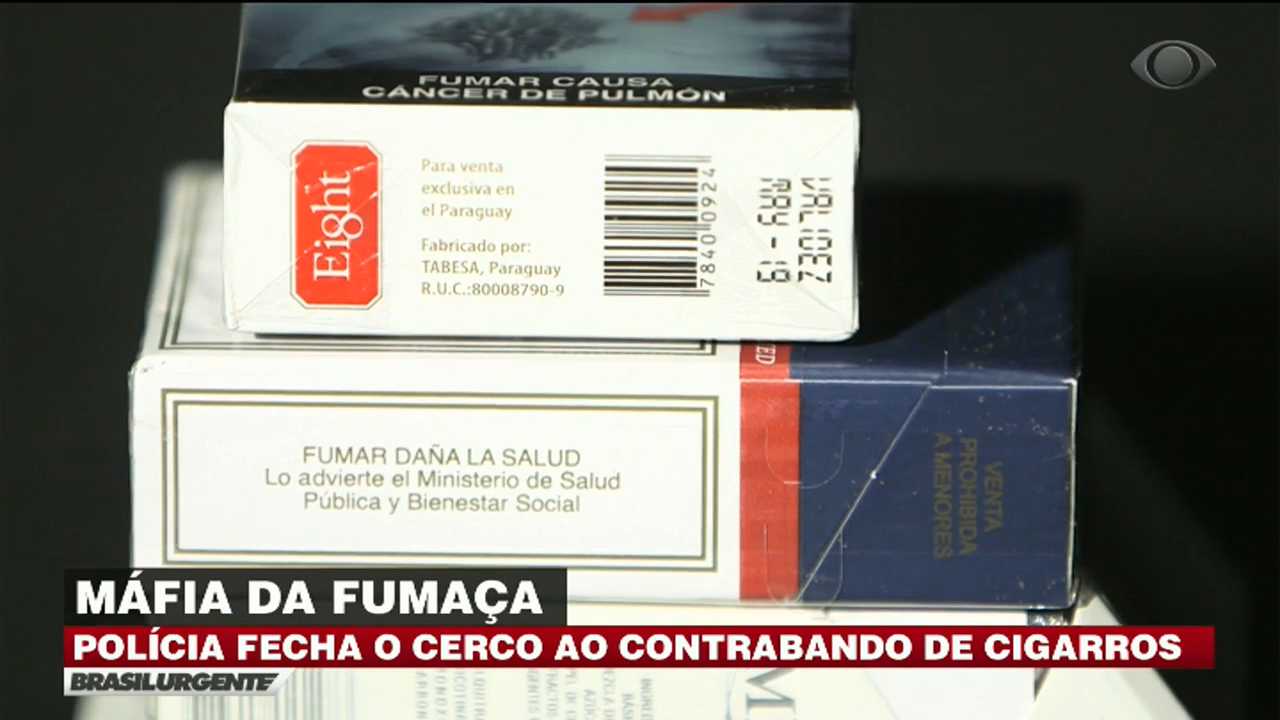 FUMAR CAUSA
CÁNCER DE PULMÓN
Eight
Para venta
exclusiva en
el Paraguay
Fabricado por:
TABESA, Paraguay
R.U.C.:80008790-9
78400924
VALIDEZ
MAY - 19
FUMAR DAÑA LA SALUD
Lo advierte el Ministerio de Salud
Pública y Bienestar Social
VENTA
PROHIBIDA
A MENORES
MÁFIA DA FUMAÇA
POLÍCIA FECHA O CERCO AO CONTRABANDO DE CIGARROS
BRASILURGENTE